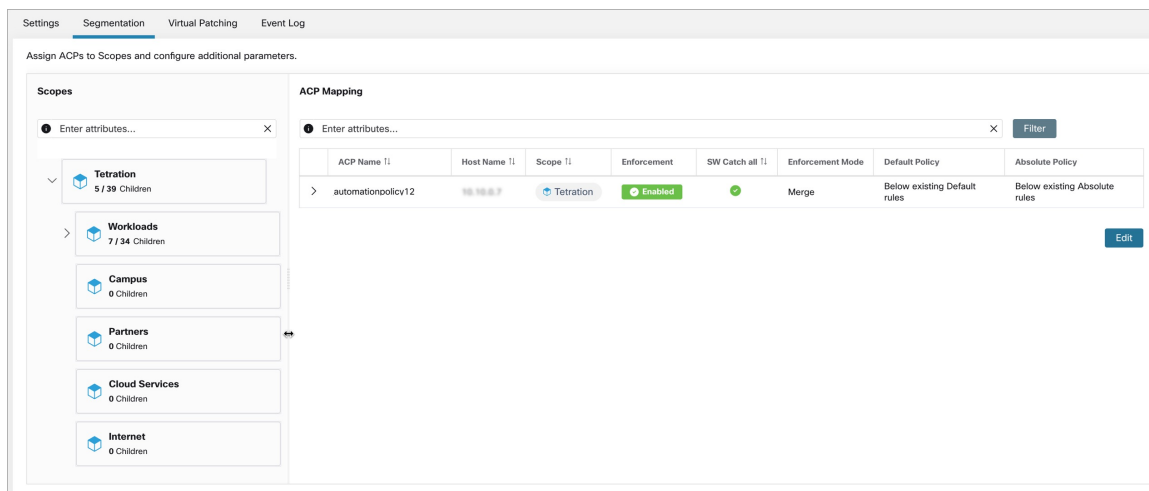 Settings Segmentation Virtual Patching Event Log
Assign ACPs to Scopes and configure additional parameters.
Scopes
Enter attributes...
Tetration
5 / 39 Children
Workloads
7 / 34 Children
Campus
0 Children
Partners
0 Children
Cloud Services
0 Children
Internet
0 Children
ACP Mapping
Enter attributes... Filter
ACP Name Host Name Scope Enforcement SW Catch all Enforcement Mode Default Policy Absolute Policy
automationpolicy12 Tetration Enabled Merge Below existing Default rules Below existing Absolute rules
Edit